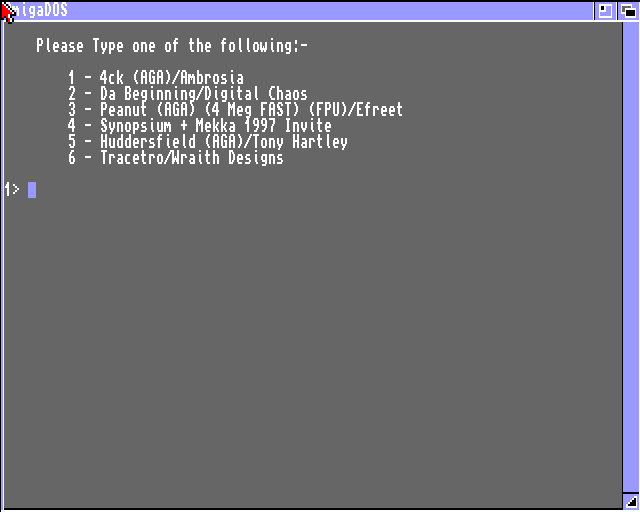 migaDOS
Please Type one of the following:-
1 - 4ck (AGA)/Ambrosia
2 - Da Beginning/Digital Chaos
3 - Peanut (AGA) (4 Meg FAST) (FPU)/Efreet
4 - Synopsium + Mekka 1997 Invite
5 - Huddersfield (AGA)/Tony Hartley
6 - Tracetro/Wraith Designs
1>